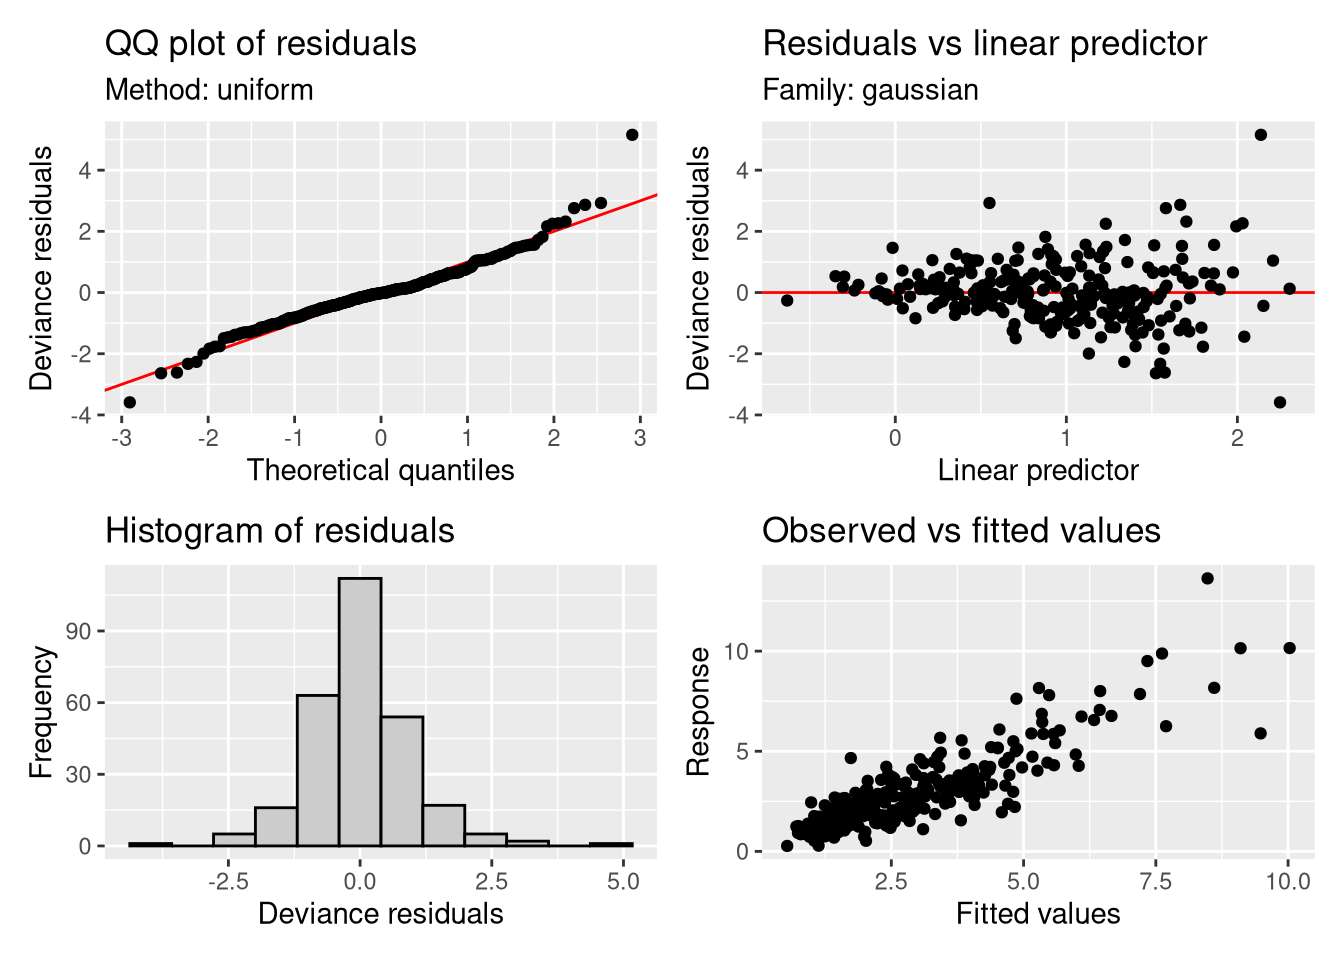 QQ plot of residuals
Method: uniform
Deviance residuals
4
2
0
-2
-4
-3
-2
-1
0
1
2
3
Theoretical quantiles
Residuals vs linear predictor
Family: gaussian
Deviance residuals
4
2
0
-2
-4
0
1
2
Linear predictor
Histogram of residuals
Frequency
90
60
30
0
-2.5
0.0
2.5
5.0
Deviance residuals
Observed vs fitted values
Response
10
5
0
2.5
5.0
7.5
10.0
Fitted values